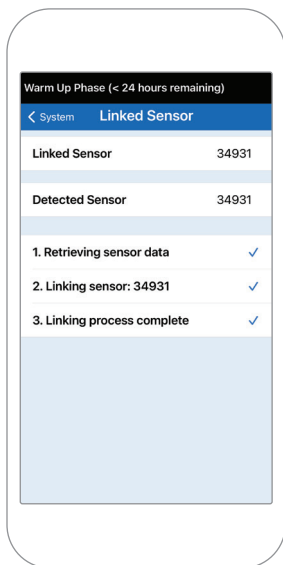 Warm Up Phase (< 24 hours remaining)
System Linked Sensor
Linked Sensor 34931
Detected Sensor 34931
1. Retrieving sensor data ✓
2. Linking sensor: 34931 ✓
3. Linking process complete ✓